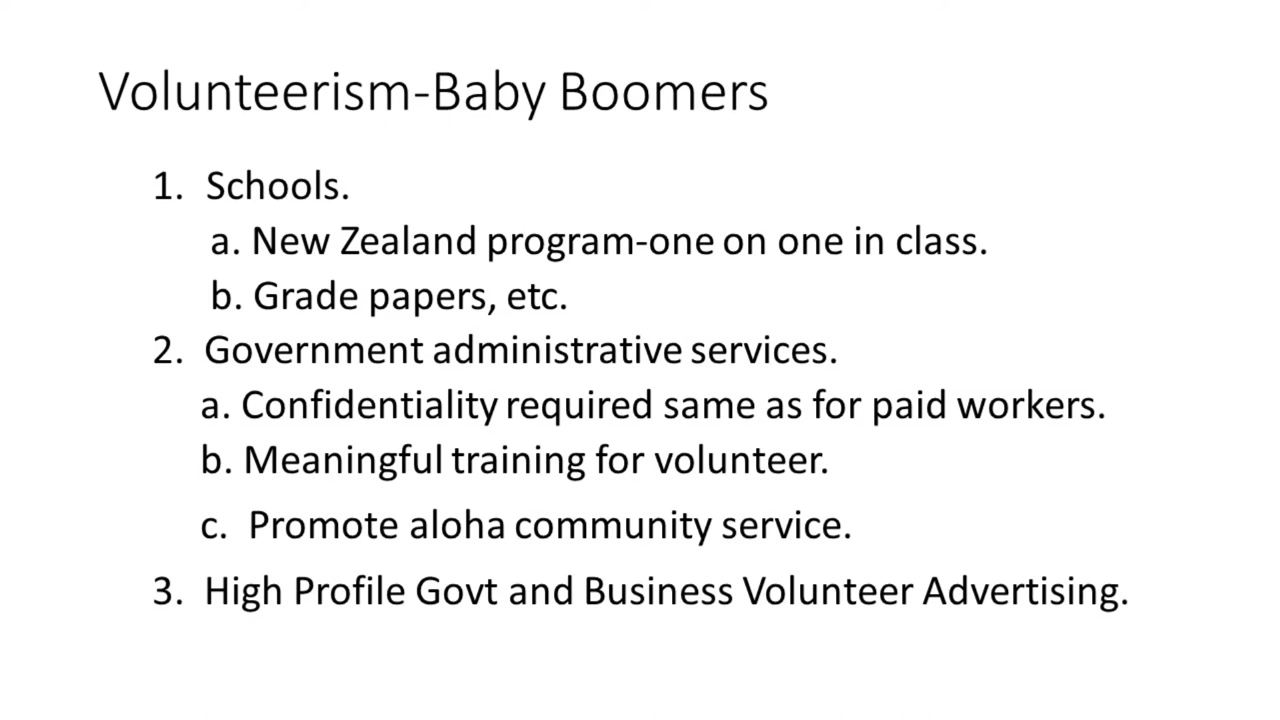 Volunteerism-Baby Boomers
1. Schools.
a. New Zealand program-one on one in class.
b. Grade papers, etc.
2. Government administrative services.
a. Confidentiality required same as for paid workers.
b. Meaningful training for volunteer.
c. Promote aloha community service.
3. High Profile Govt and Business Volunteer Advertising.